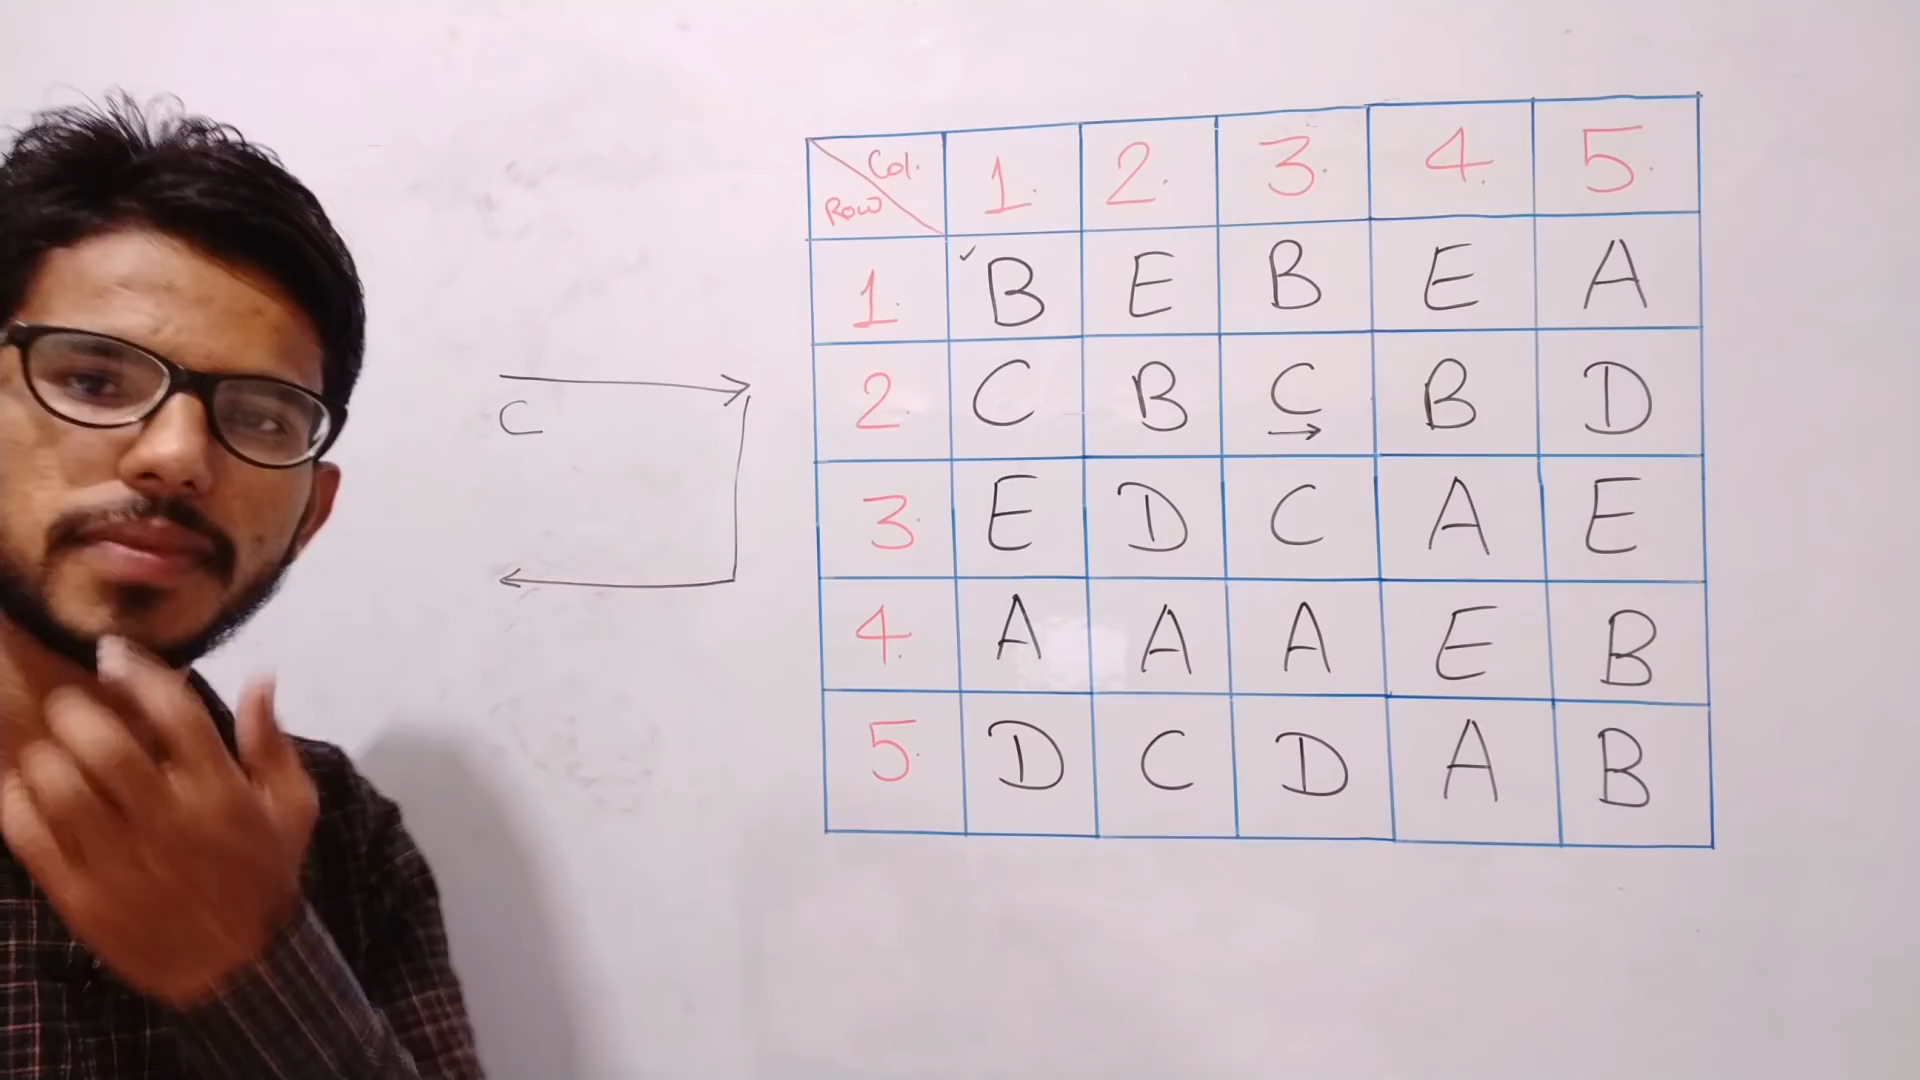 Col. Row 1. 2. 3. 4. 5.
1. B E B E A
C
2. C B C B D
3. E D C A E
4. A A A E B
5. D C D A B